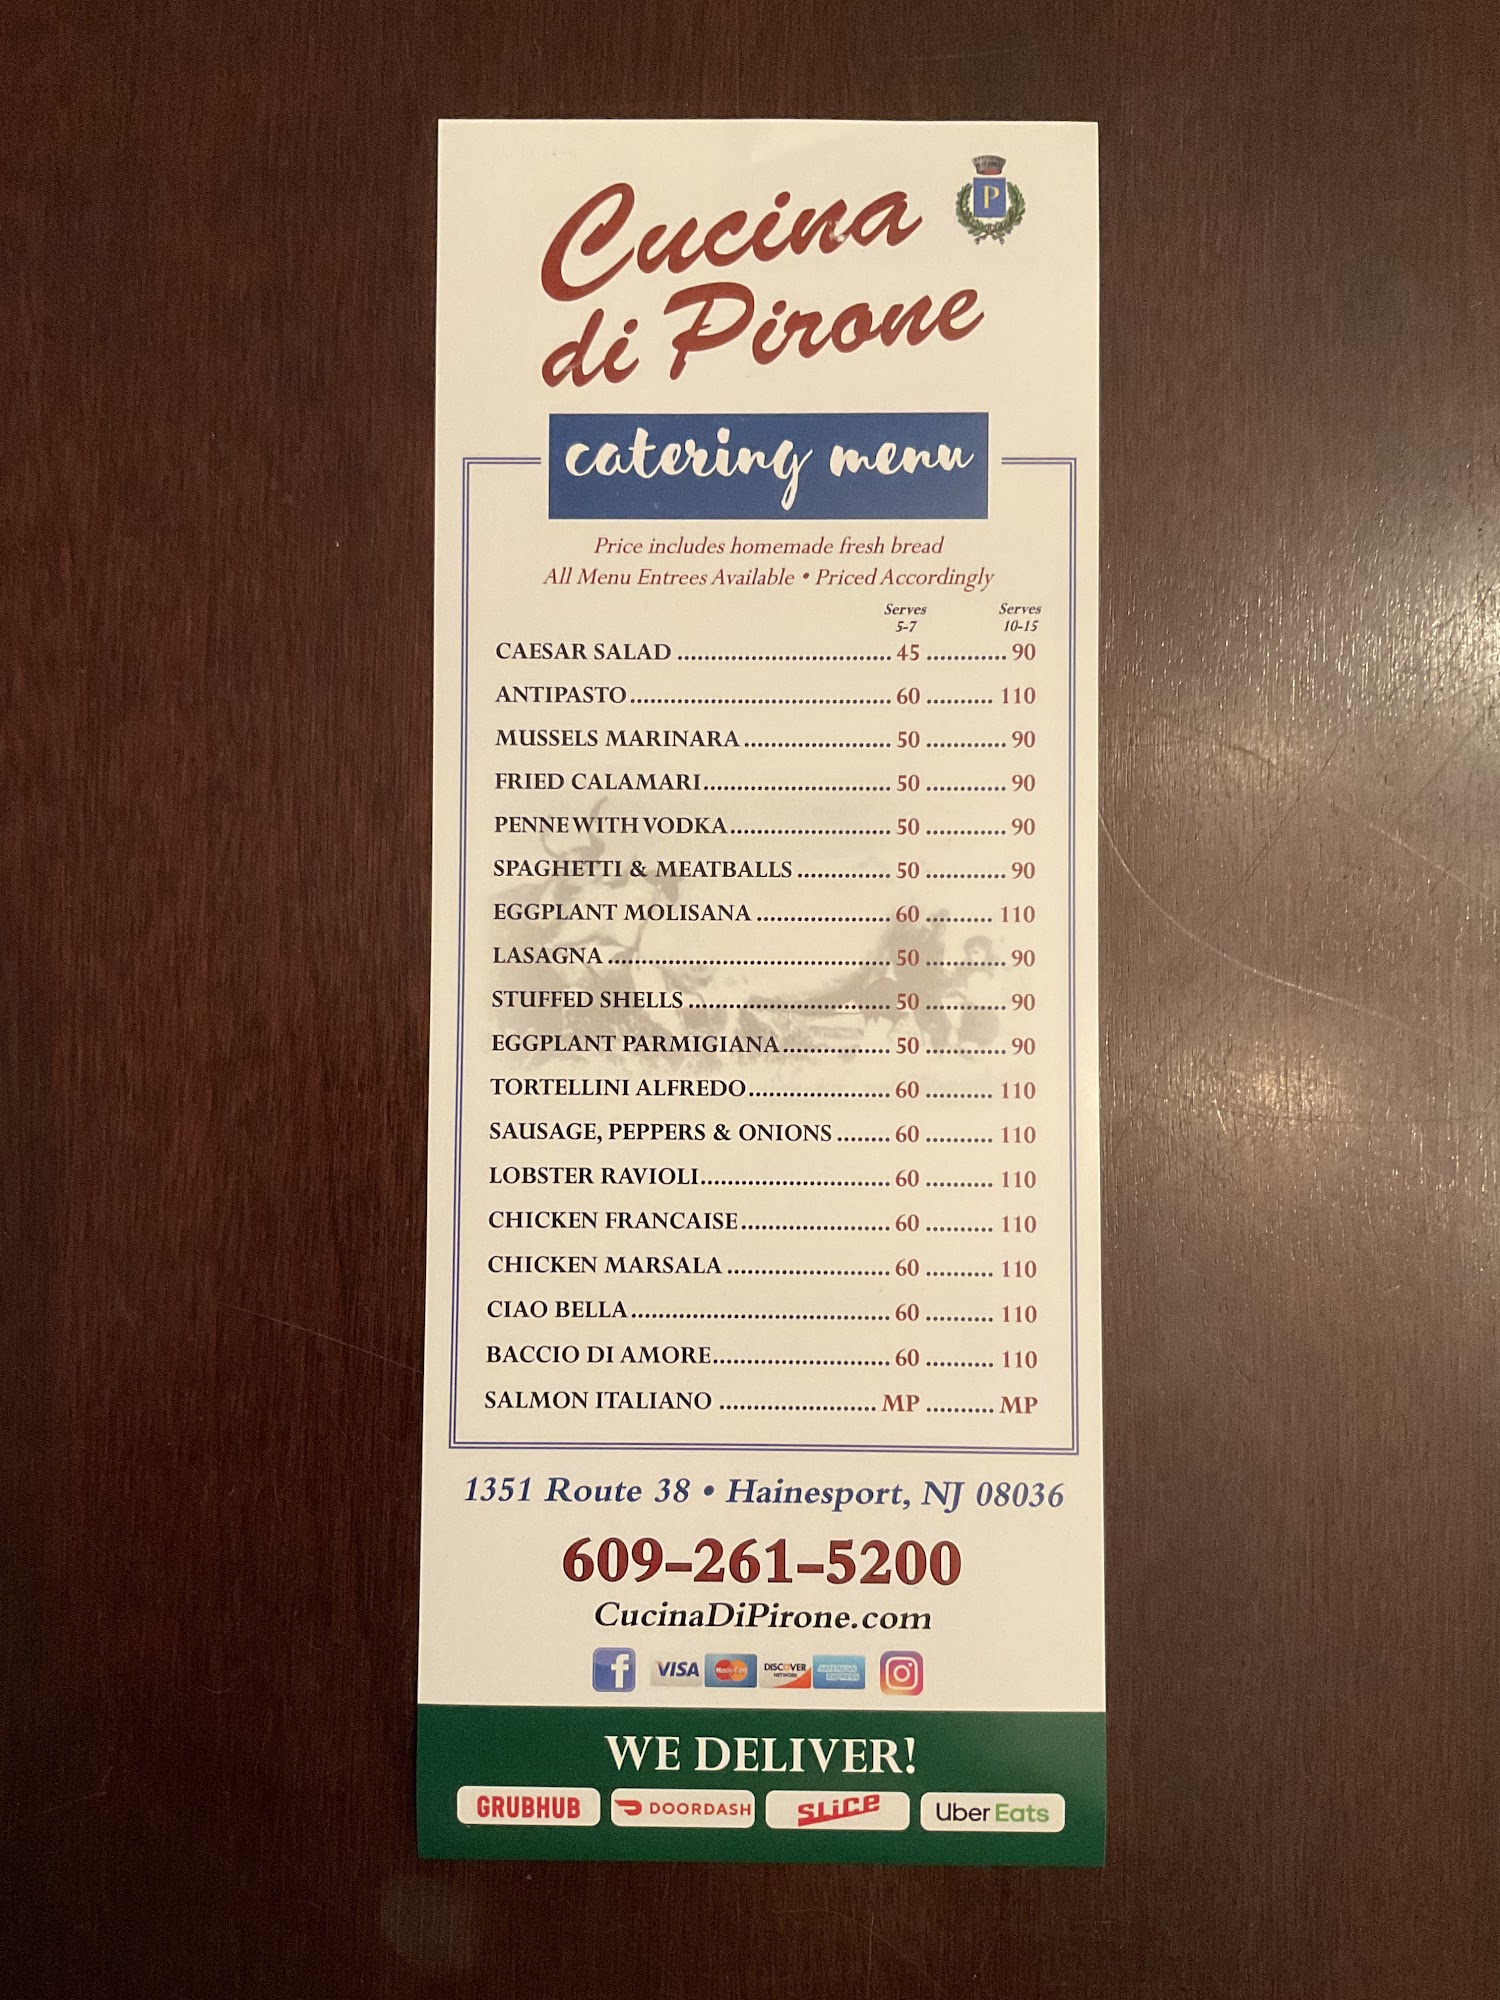 P
Cucina
di Pirone
catering menu
Price includes homemade fresh bread
All Menu Entrees Available • Priced Accordingly
Serves Serves
5-7 10-15
CAESAR SALAD ................................ 45 ............ 90
ANTIPASTO ....................................... 60 .......... 110
MUSSELS MARINARA ...................... 50 ............ 90
FRIED CALAMARI ............................ 50 ............ 90
PENNE WITH VODKA ........................ 50 ............ 90
SPAGHETTI & MEATBALLS .............. 50 ............ 90
EGGPLANT MOLISANA .................... 60 .......... 110
LASAGNA .......................................... 50 ............ 90
STUFFED SHELLS .............................. 50 ............ 90
EGGPLANT PARMIGIANA ................ 50 ............ 90
TORTELLINI ALFREDO ..................... 60 .......... 110
SAUSAGE, PEPPERS & ONIONS ........ 60 .......... 110
LOBSTER RAVIOLI ............................ 60 .......... 110
CHICKEN FRANCAISE ...................... 60 .......... 110
CHICKEN MARSALA ........................ 60 .......... 110
CIAO BELLA ...................................... 60 .......... 110
BACCIO DI AMORE .......................... 60 .......... 110
SALMON ITALIANO ....................... MP .......... MP
1351 Route 38 • Hainesport, NJ 08036
609-261-5200
CucinaDiPirone.com
f VISA MasterCard DISCOVER NETWORK AMERICAN EXPRESS
WE DELIVER!
GRUBHUB DOORDASH SLiCE Uber Eats